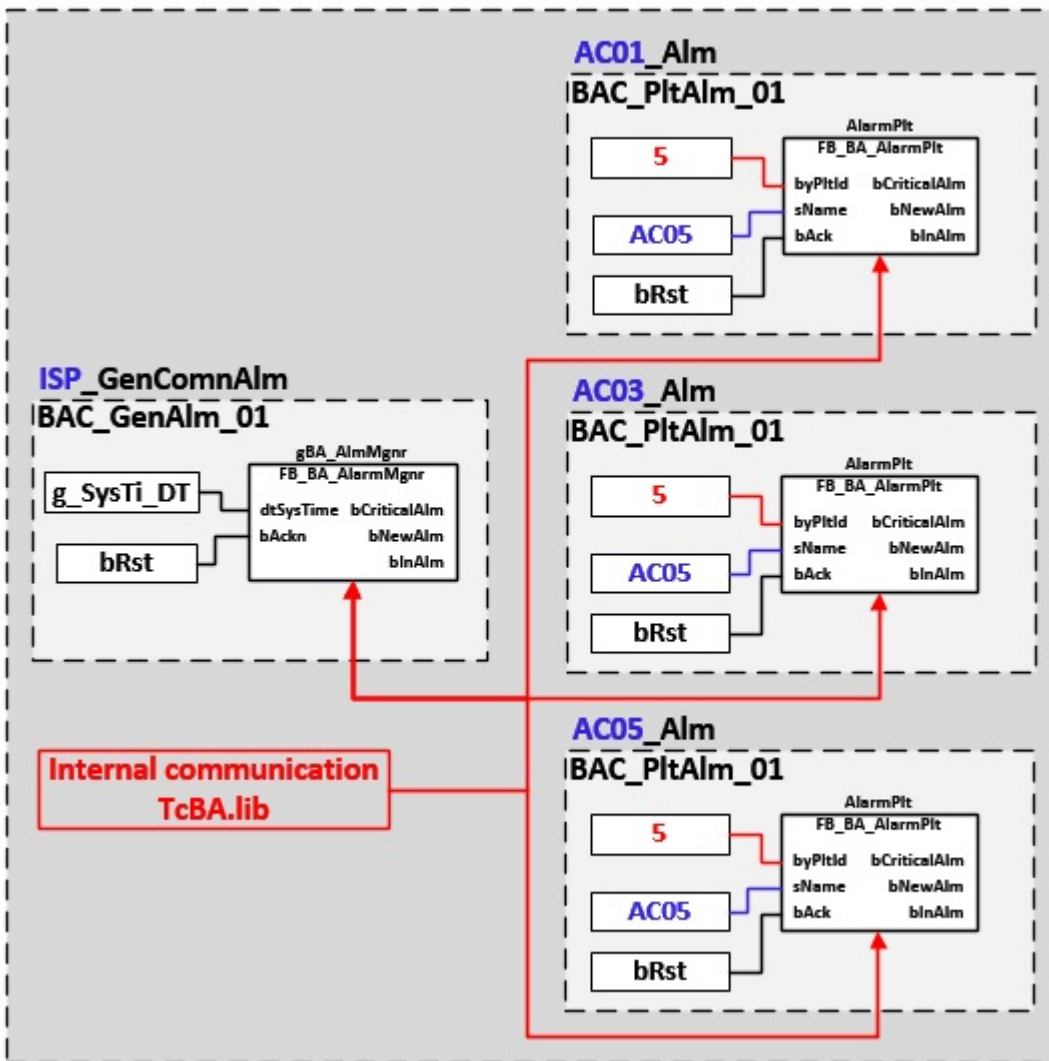 AC01_Alm
BAC_PltAlm_01
AlarmPlt
FB_BA_AlarmPlt
5
byPltId bCriticalAlm
sName bNewAlm
AC05
bAck bInAlm
bRst
ISP_GenComnAlm
BAC_GenAlm_01
gBA_AlmMgnr
FB_BA_AlarmMgnr
g_SysTi_DT
dtSysTime bCriticalAlm
bAckn bNewAlm
bRst
bInAlm
AC03_Alm
BAC_PltAlm_01
AlarmPlt
FB_BA_AlarmPlt
5
byPltId bCriticalAlm
sName bNewAlm
AC05
bAck bInAlm
bRst
Internal communication
TcBA.lib
AC05_Alm
BAC_PltAlm_01
AlarmPlt
FB_BA_AlarmPlt
5
byPltId bCriticalAlm
sName bNewAlm
AC05
bAck bInAlm
bRst